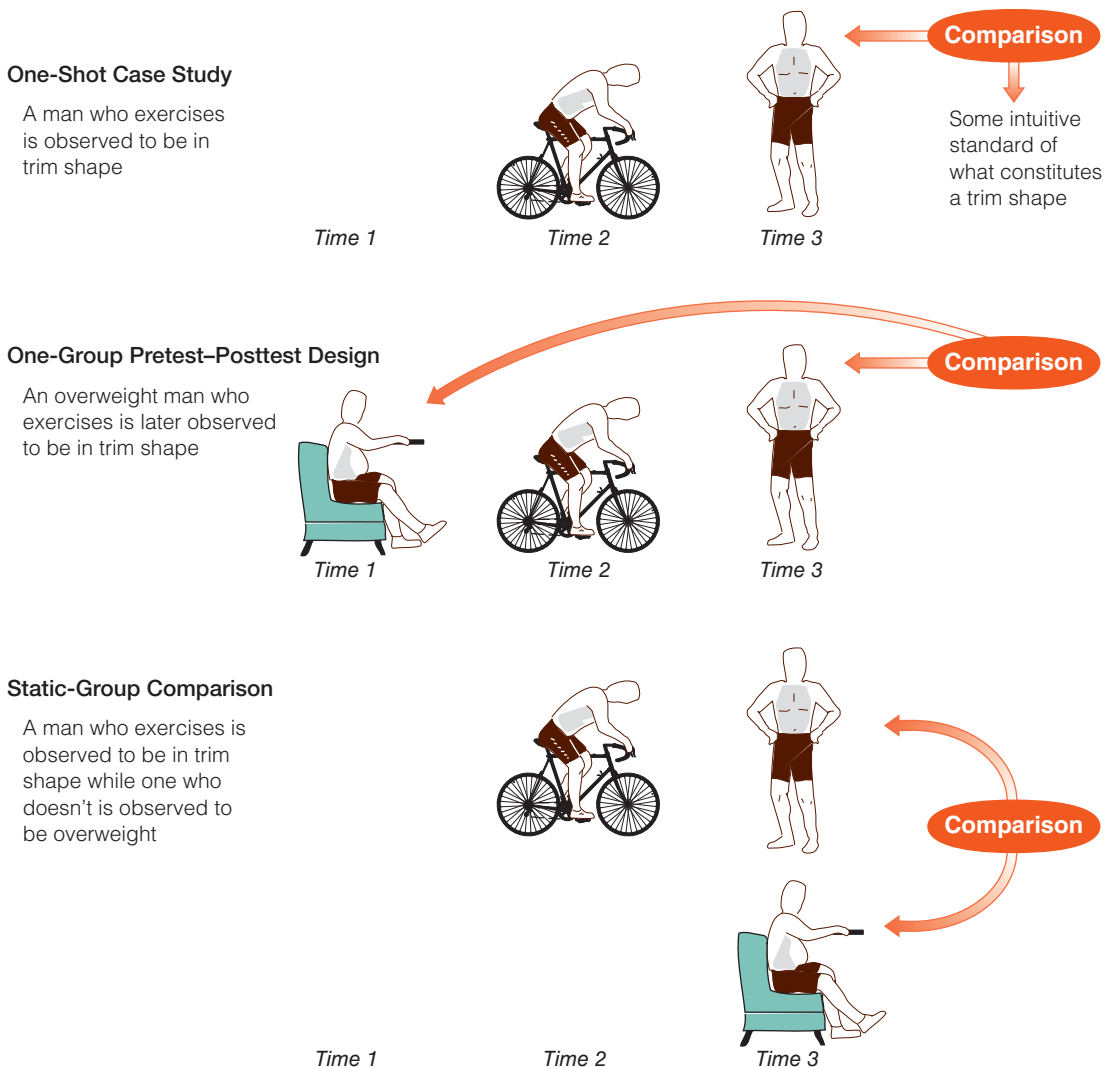 Comparison
One-Shot Case Study
A man who exercises
is observed to be in
trim shape
Some intuitive
standard of
what constitutes
a trim shape
Time 1
Time 2
Time 3
One-Group Pretest–Posttest Design
Comparison
An overweight man who
exercises is later observed
to be in trim shape
Time 1
Time 2
Time 3
Static-Group Comparison
A man who exercises is
observed to be in trim
shape while one who
doesn’t is observed to
be overweight
Comparison
Time 1
Time 2
Time 3